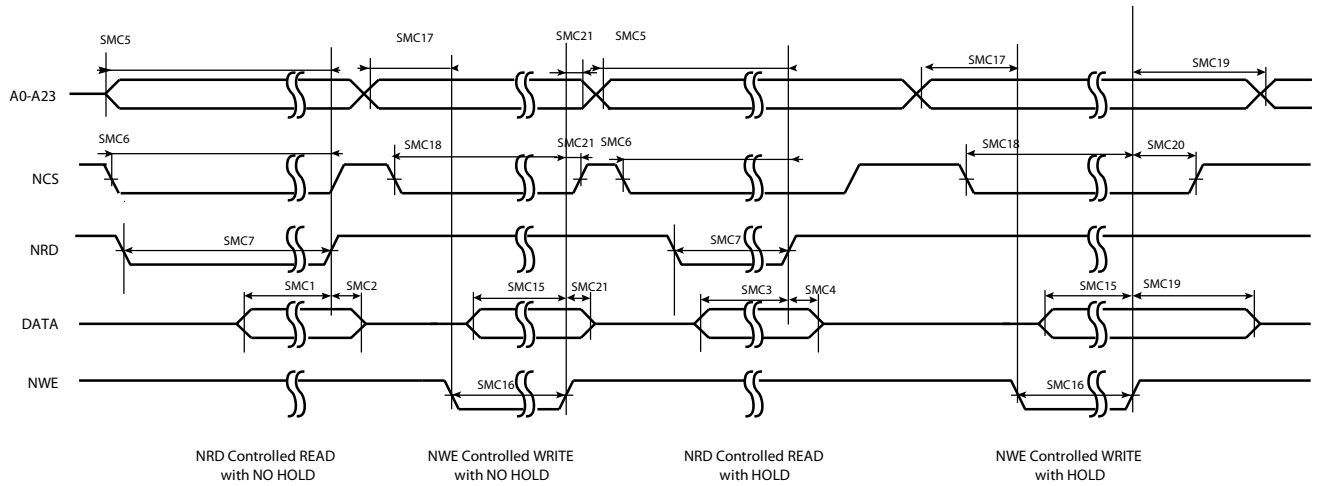 SMC5
SMC17
SMC21
SMC5
SMC17
SMC19
A0-A23
SMC6
SMC18
SMC21
SMC6
SMC18
SMC20
NCS
SMC7
SMC7
NRD
SMC1
SMC2
SMC15
SMC21
SMC3
SMC4
SMC15
SMC19
DATA
NWE
SMC16
SMC16
NRD Controlled READ
with NO HOLD
NWE Controlled WRITE
with NO HOLD
NRD Controlled READ
with HOLD
NWE Controlled WRITE
with HOLD